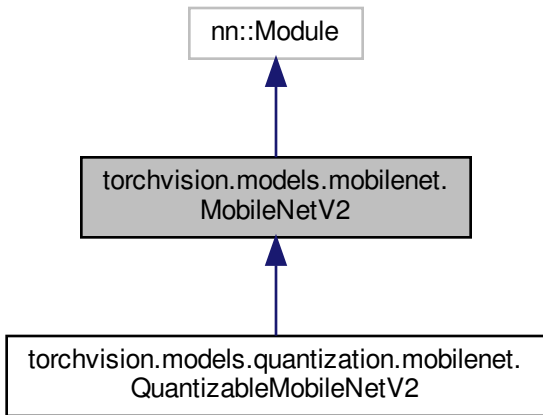 nn::Module
torchvision.models.mobilenet.
MobileNetV2
torchvision.models.quantization.mobilenet.
QuantizableMobileNetV2